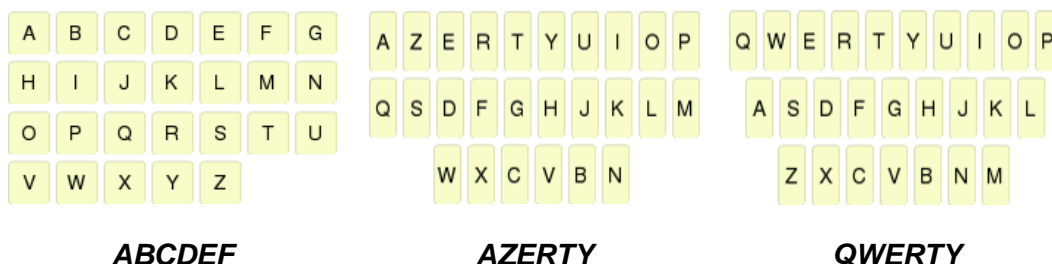 A B C D E F G
H I J K L M N
O P Q R S T U
V W X Y Z
ABCDEF
A Z E R T Y U I O P
Q S D F G H J K L M
W X C V B N
AZERTY
Q W E R T Y U I O P
A S D F G H J K L
Z X C V B N M
QWERTY